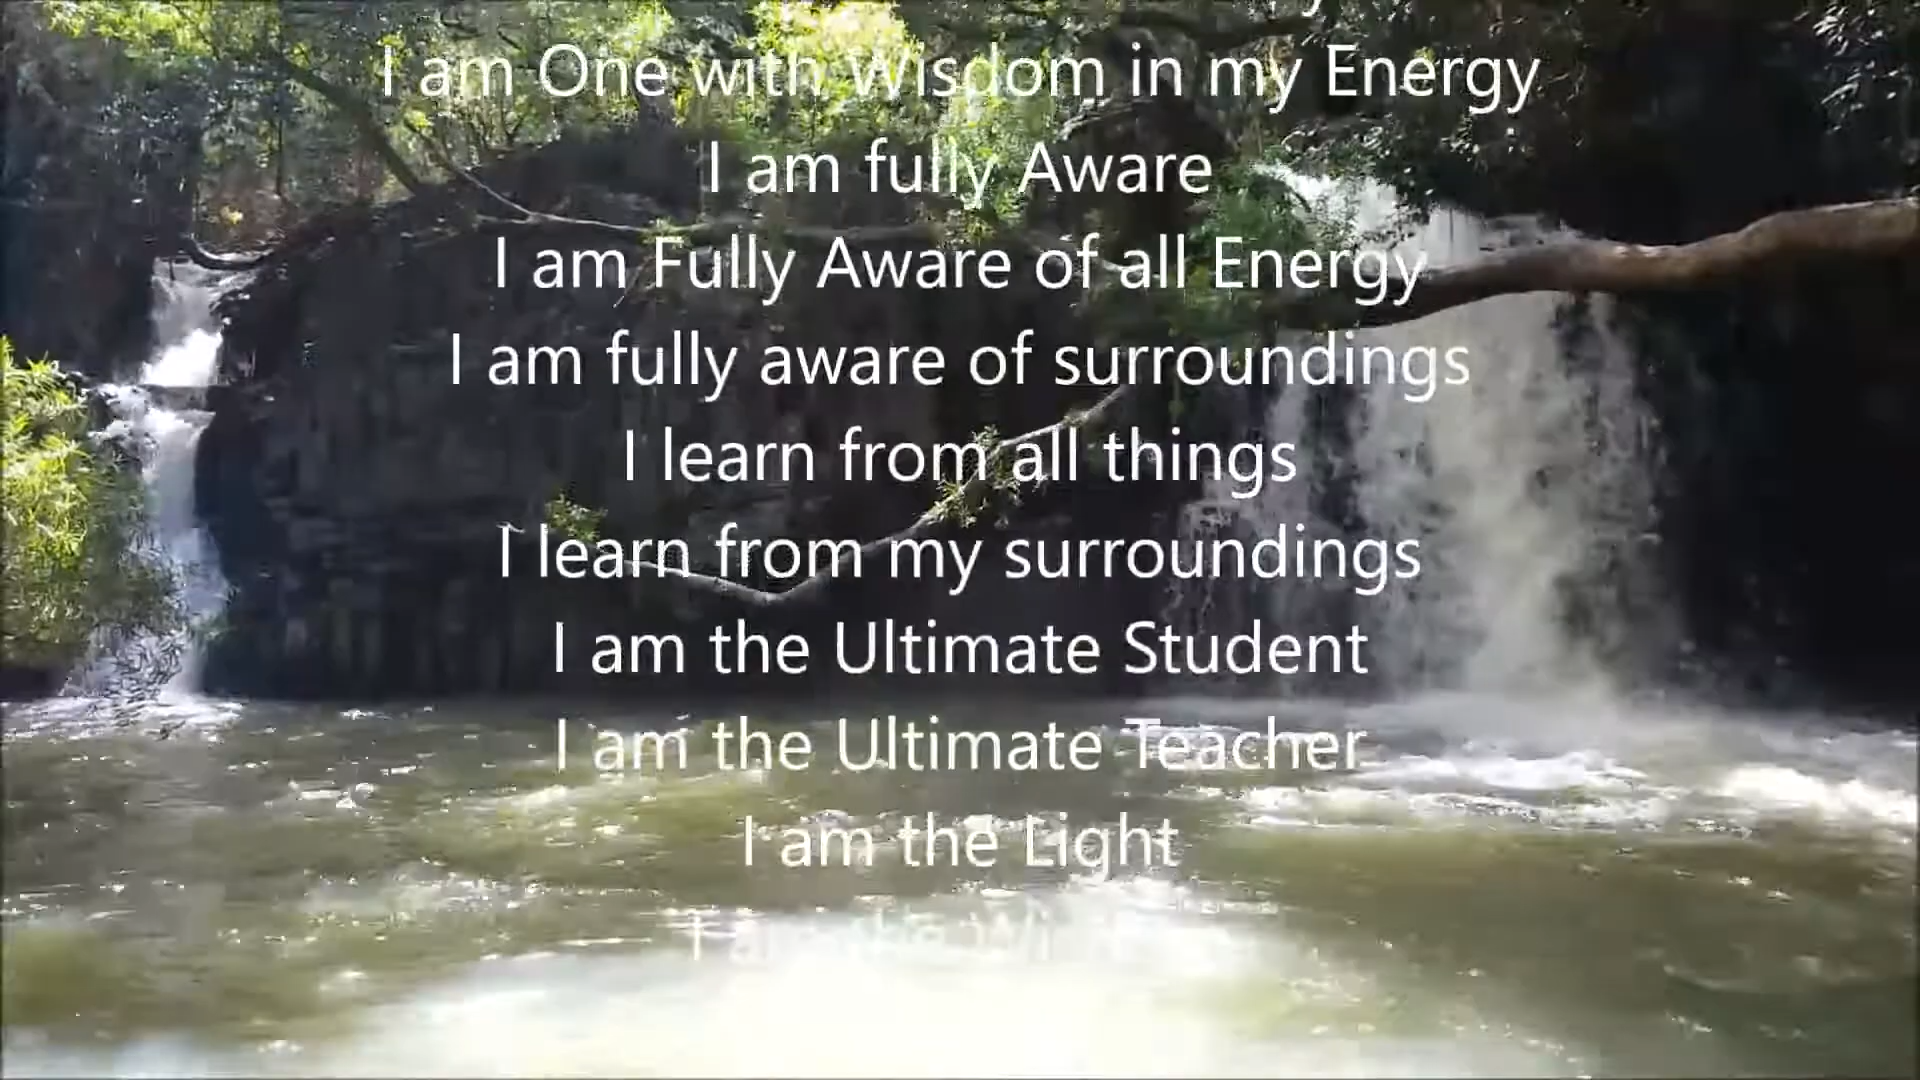 I am One with Wisdom in my Energy
I am fully Aware
I am Fully Aware of all Energy
I am fully aware of surroundings
I learn from all things
I learn from my surroundings
I am the Ultimate Student
I am the Ultimate Teacher
I am the Light